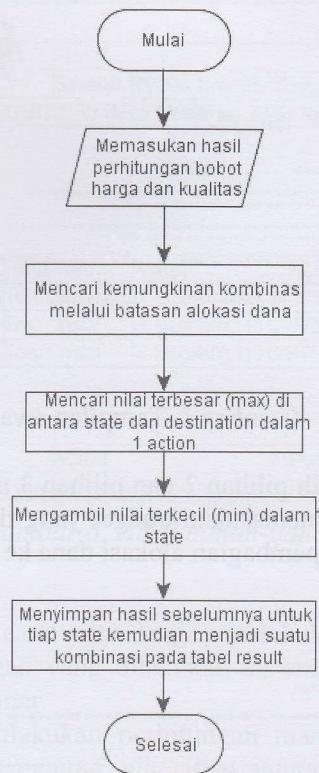 Mulai
Memasukan hasil
perhitungan bobot
harga dan kualitas
Mencari kemungkinan kombinas
melalui batasan alokasi dana
Mencari nilai terbesar (max) di
antara state dan destination dalam
1 action
Mengambil nilai terkecil (min) dalam 1
state
Menyimpan hasil sebelumnya untuk
tiap state kemudian menjadi suatu
kombinasi pada tabel result
Selesai